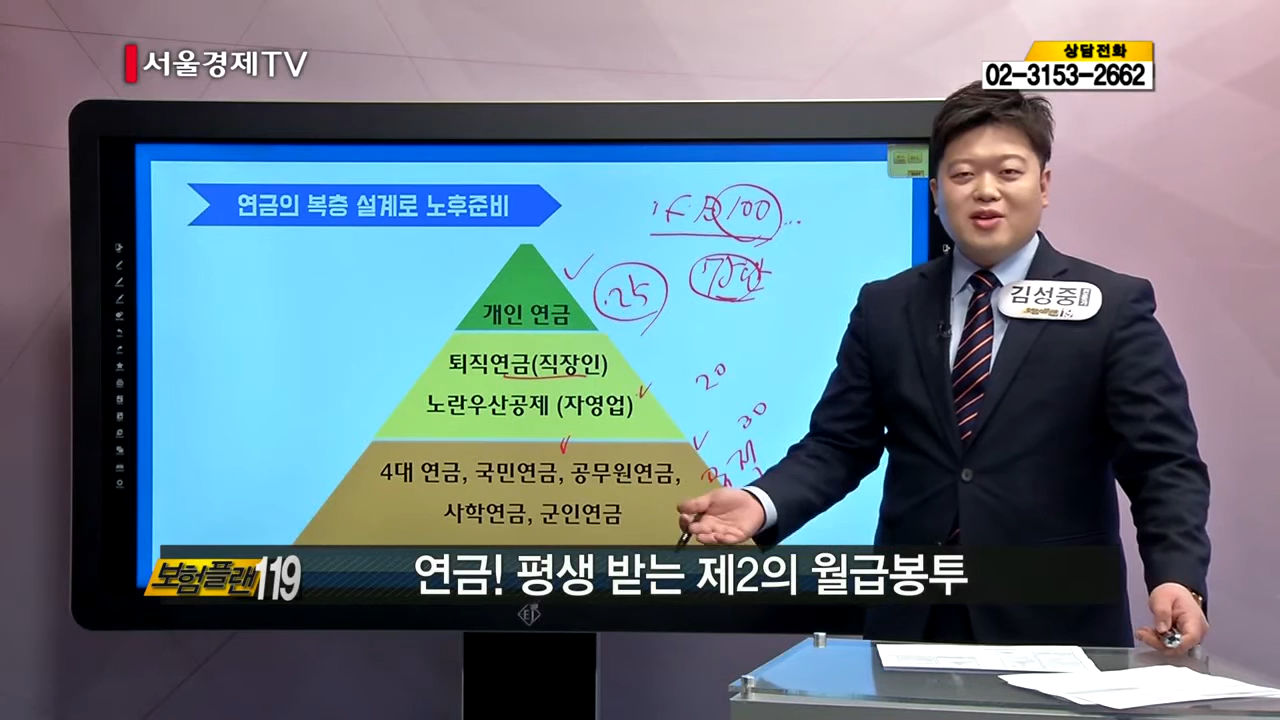 서울경제TV
상담전화
02-3153-2662
연금의 복층 설계로 노후준비
100
.25
개인 연금
퇴직연금(직장인)
노란우산공제 (자영업)
20
30
4대 연금, 국민연금, 공무원연금,
사학연금, 군인연금
김성중
보험플랜119
연금! 평생 받는 제2의 월급봉투